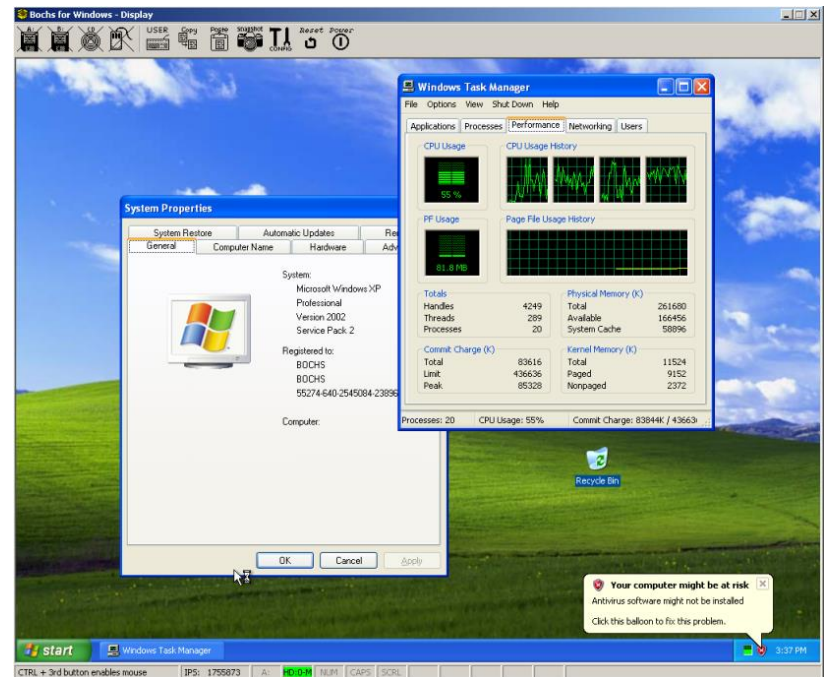 Bochs for Windows - Display
A: B: CD USER Copy Paste snapshot CONFIG Reset Power
Windows Task Manager
File Options View Shut Down Help
Applications Processes Performance Networking Users
CPU Usage CPU Usage History
55 %
PF Usage Page File Usage History
81.8 MB
Totals
Handles 4249
Threads 289
Processes 20
Physical Memory (K)
Total 261680
Available 166456
System Cache 58896
Commit Charge (K)
Total 83616
Limit 436636
Peak 85328
Kernel Memory (K)
Total 11524
Paged 9152
Nonpaged 2372
Processes: 20 CPU Usage: 55% Commit Charge: 83844K / 43663
System Properties
System Restore Automatic Updates Re
General Computer Name Hardware Adv
System:
Microsoft Windows XP
Professional
Version 2002
Service Pack 2
Registered to:
BOCHS
BOCHS
55274-640-2545084-23896
Computer:
OK Cancel Apply
Recycle Bin
Your computer might be at risk
Antivirus software might not be installed
Click this balloon to fix this problem.
start Windows Task Manager 3:37 PM
CTRL + 3rd button enables mouse IPS: 1755873 A: HD:0-M NUM CAPS SCRL